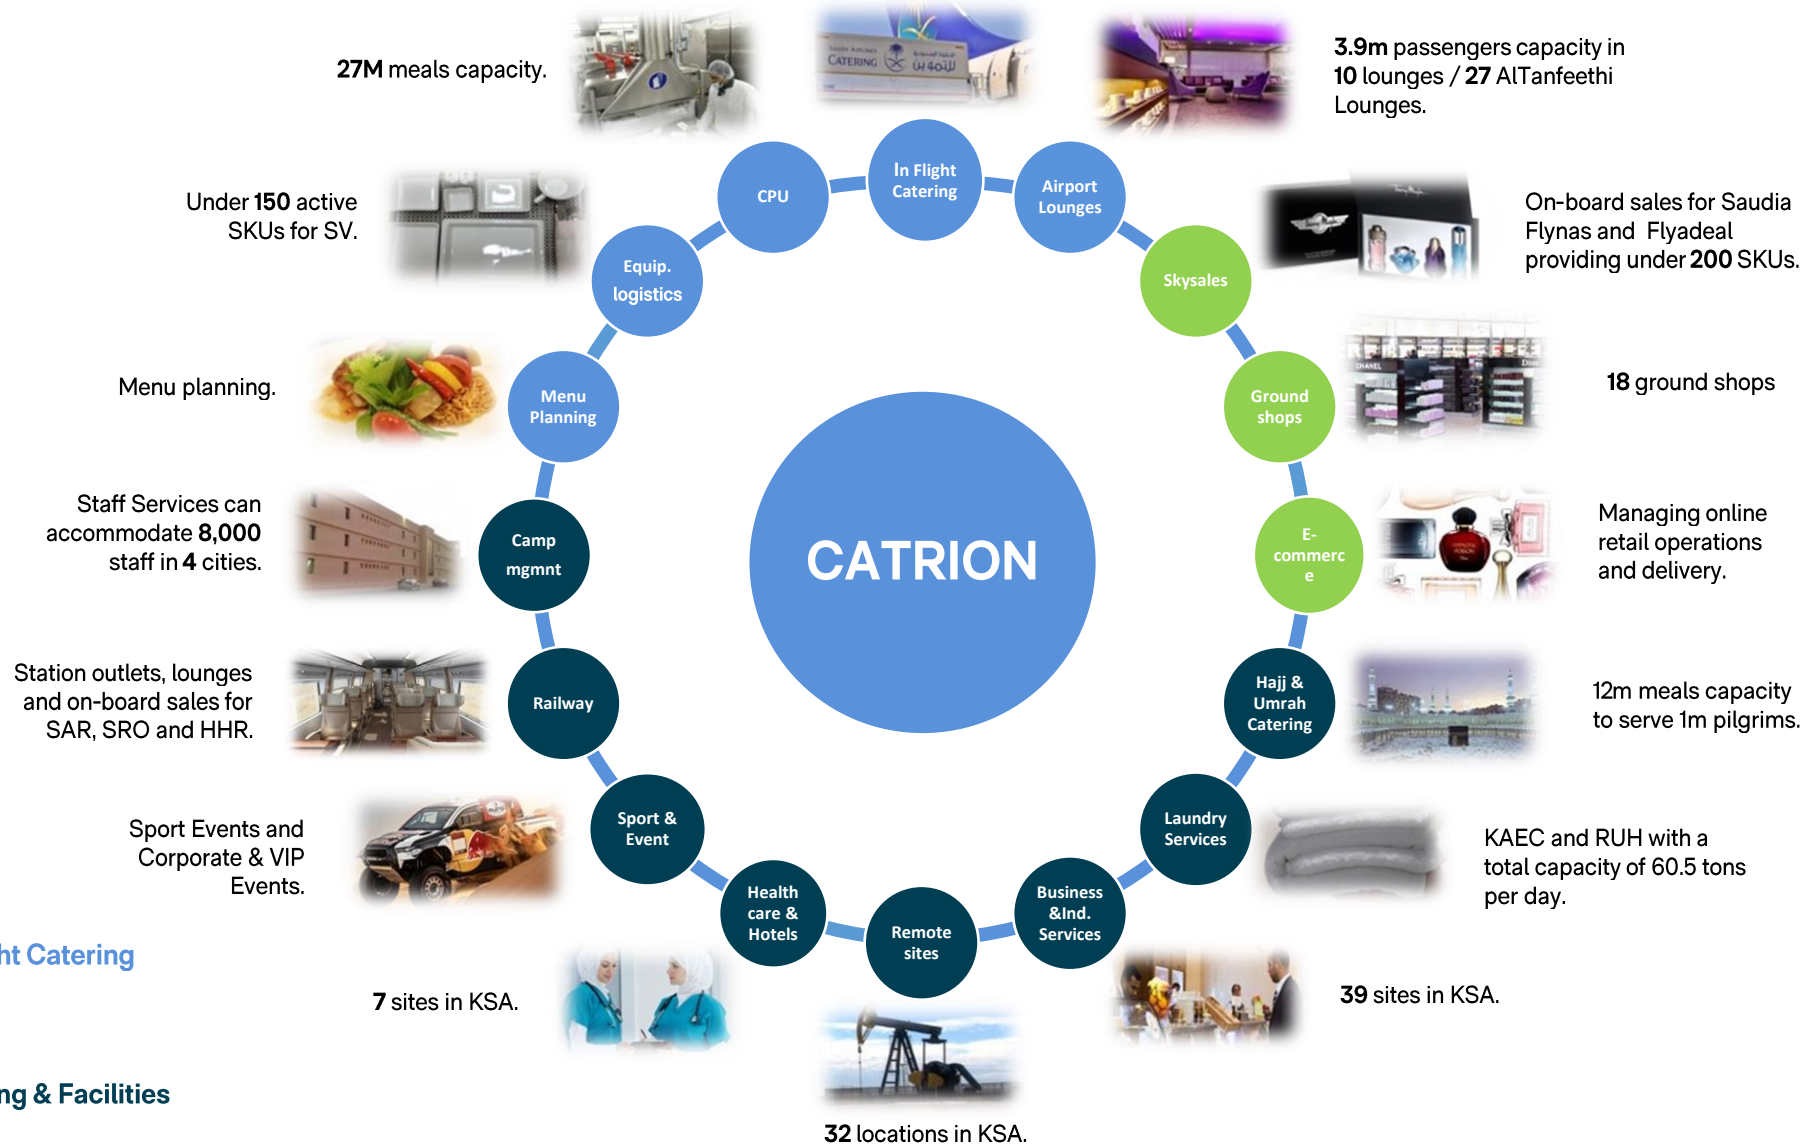 27M meals capacity.
SAUDI AIRLINES
CATERING
3.9m passengers capacity in
10 lounges / 27 AlTanfeethi
Lounges.
In Flight
Catering
CPU
Airport
Lounges
Under 150 active
SKUs for SV.
Equip.
logistics
Skysales
On-board sales for Saudia
Flynas and Flyadeal
providing under 200 SKUs.
Menu planning.
Menu
Planning
Ground
shops
CHANEL
Dior
18 ground shops
Staff Services can
accommodate 8,000
staff in 4 cities.
Camp
mgmnt
CATRION
E-
commerc
e
Managing online
retail operations
and delivery.
Station outlets, lounges
and on-board sales for
SAR, SRO and HHR.
Railway
Hajj &
Umrah
Catering
12m meals capacity
to serve 1m pilgrims.
Sport Events and
Corporate & VIP
Events.
Sport &
Event
Laundry
Services
KAEC and RUH with a
total capacity of 60.5 tons
per day.
Health
care &
Hotels
Remote
sites
Business
&Ind.
Services
ht Catering
7 sites in KSA.
39 sites in KSA.
ng & Facilities
32 locations in KSA.